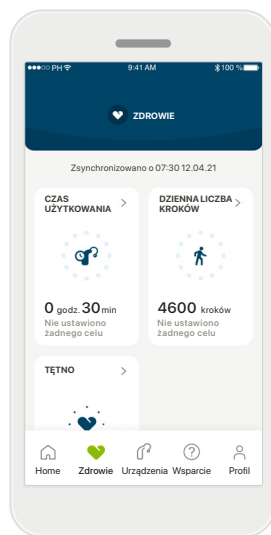 PH 9:41 AM 100 %
ZDROWIE
Zsynchronizowano o 07:30 12.04.21
CZAS
UŻYTKOWANIA
0 godz. 30 min
Nie ustawiono
żadnego celu
DZIENNA LICZBA
KROKÓW
4600 kroków
Nie ustawiono
żadnego celu
TĘTNO
Home Zdrowie Urządzenia Wsparcie Profil